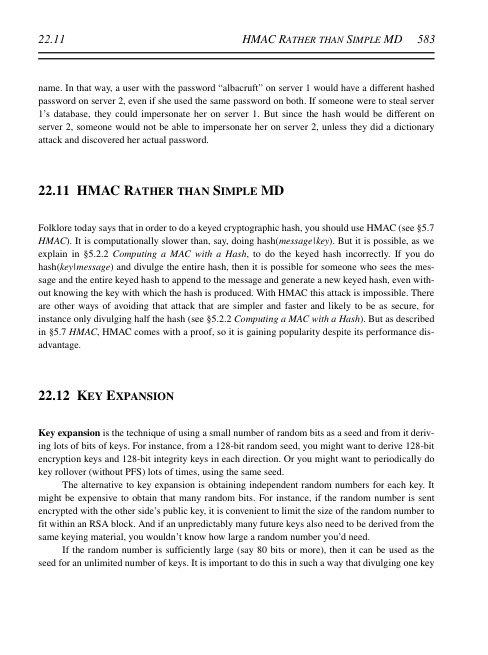 22.11 HMAC RATHER THAN SIMPLE MD 583
name. In that way, a user with the password “albacruft” on server 1 would have a different hashed
password on server 2, even if she used the same password on both. If someone were to steal server
1’s database, they could impersonate her on server 1. But since the hash would be different on
server 2, someone would not be able to impersonate her on server 2, unless they did a dictionary
attack and discovered her actual password.
22.11 HMAC RATHER THAN SIMPLE MD
Folklore today says that in order to do a keyed cryptographic hash, you should use HMAC (see §5.7
HMAC). It is computationally slower than, say, doing hash(message|key). But it is possible, as we
explain in §5.2.2 Computing a MAC with a Hash, to do the keyed hash incorrectly. If you do
hash(key|message) and divulge the entire hash, then it is possible for someone who sees the mes-
sage and the entire keyed hash to append to the message and generate a new keyed hash, even with-
out knowing the key with which the hash is produced. With HMAC this attack is impossible. There
are other ways of avoiding that attack that are simpler and faster and likely to be as secure, for
instance only divulging half the hash (see §5.2.2 Computing a MAC with a Hash). But as described
in §5.7 HMAC, HMAC comes with a proof, so it is gaining popularity despite its performance dis-
advantage.
22.12 KEY EXPANSION
Key expansion is the technique of using a small number of random bits as a seed and from it deriv-
ing lots of bits of keys. For instance, from a 128-bit random seed, you might want to derive 128-bit
encryption keys and 128-bit integrity keys in each direction. Or you might want to periodically do
key rollover (without PFS) lots of times, using the same seed.
The alternative to key expansion is obtaining independent random numbers for each key. It
might be expensive to obtain that many random bits. For instance, if the random number is sent
encrypted with the other side’s public key, it is convenient to limit the size of the random number to
fit within an RSA block. And if an unpredictably many future keys also need to be derived from the
same keying material, you wouldn’t know how large a random number you’d need.
If the random number is sufficiently large (say 80 bits or more), then it can be used as the
seed for an unlimited number of keys. It is important to do this in such a way that divulging one key